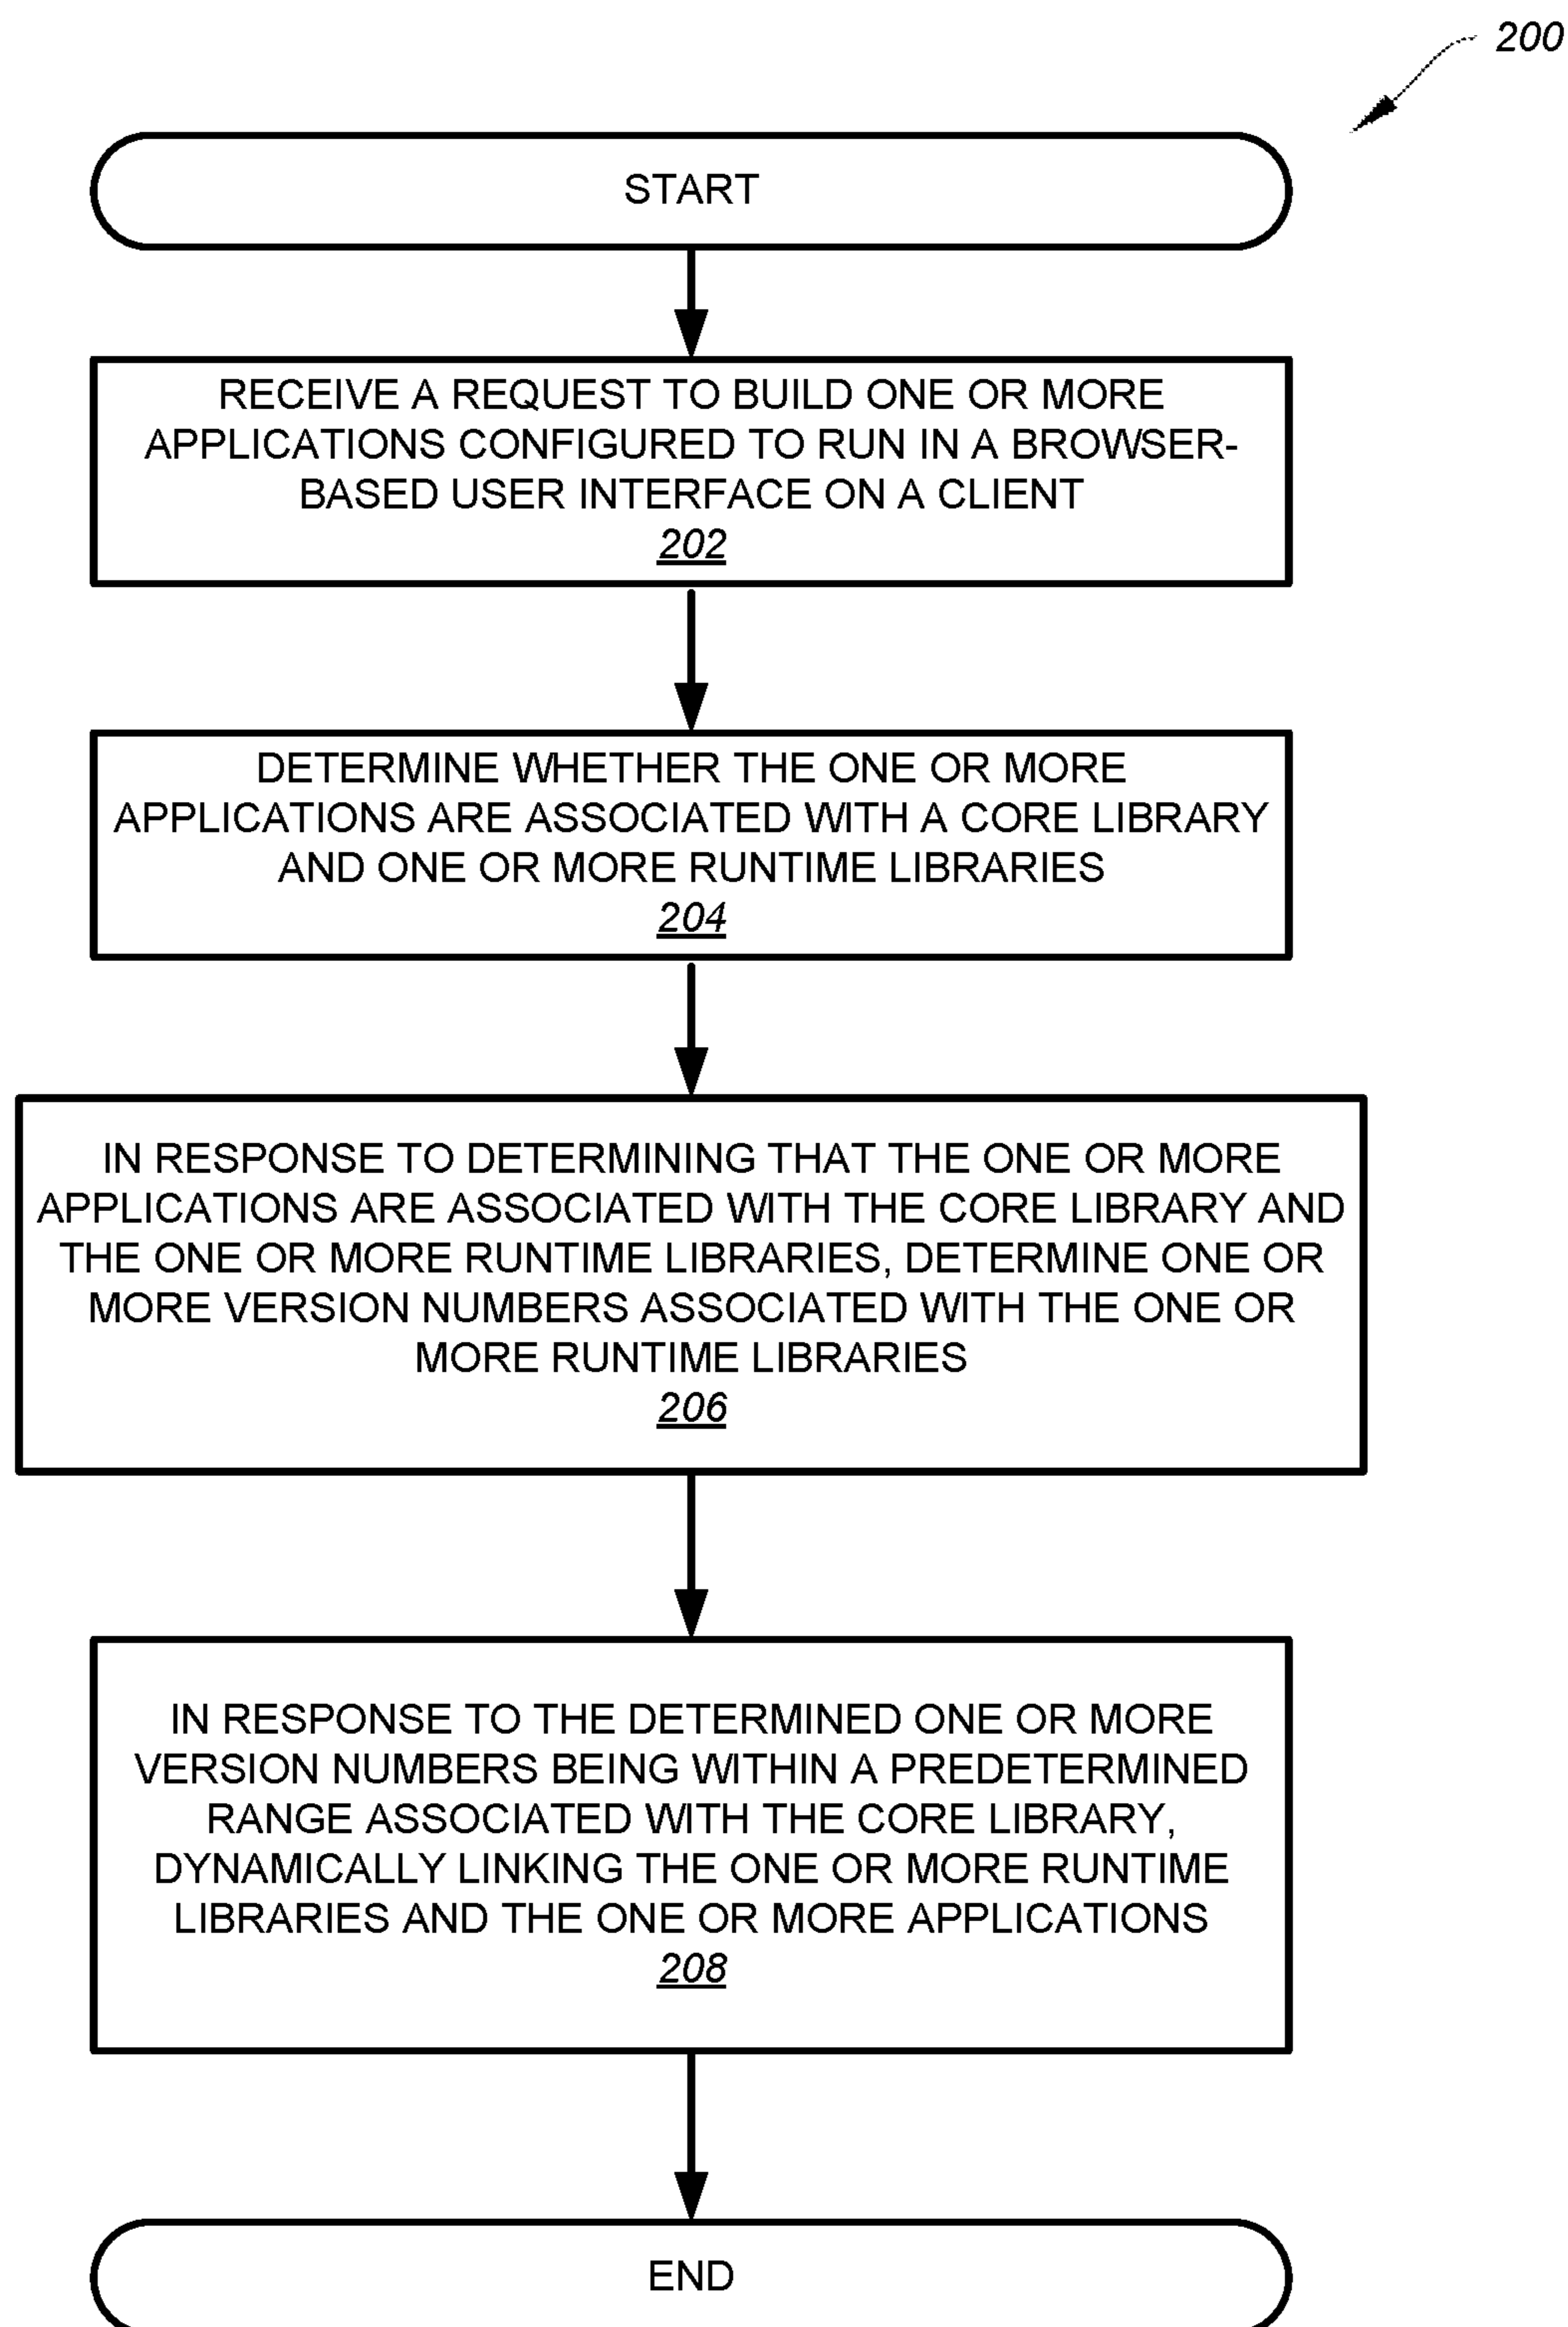 200
START
RECEIVE A REQUEST TO BUILD ONE OR MORE
APPLICATIONS CONFIGURED TO RUN IN A BROWSER-
BASED USER INTERFACE ON A CLIENT
202
DETERMINE WHETHER THE ONE OR MORE
APPLICATIONS ARE ASSOCIATED WITH A CORE LIBRARY
AND ONE OR MORE RUNTIME LIBRARIES
204
IN RESPONSE TO DETERMINING THAT THE ONE OR MORE
APPLICATIONS ARE ASSOCIATED WITH THE CORE LIBRARY AND
THE ONE OR MORE RUNTIME LIBRARIES, DETERMINE ONE OR
MORE VERSION NUMBERS ASSOCIATED WITH THE ONE OR
MORE RUNTIME LIBRARIES
206
IN RESPONSE TO THE DETERMINED ONE OR MORE
VERSION NUMBERS BEING WITHIN A PREDETERMINED
RANGE ASSOCIATED WITH THE CORE LIBRARY,
DYNAMICALLY LINKING THE ONE OR MORE RUNTIME
LIBRARIES AND THE ONE OR MORE APPLICATIONS
208
END